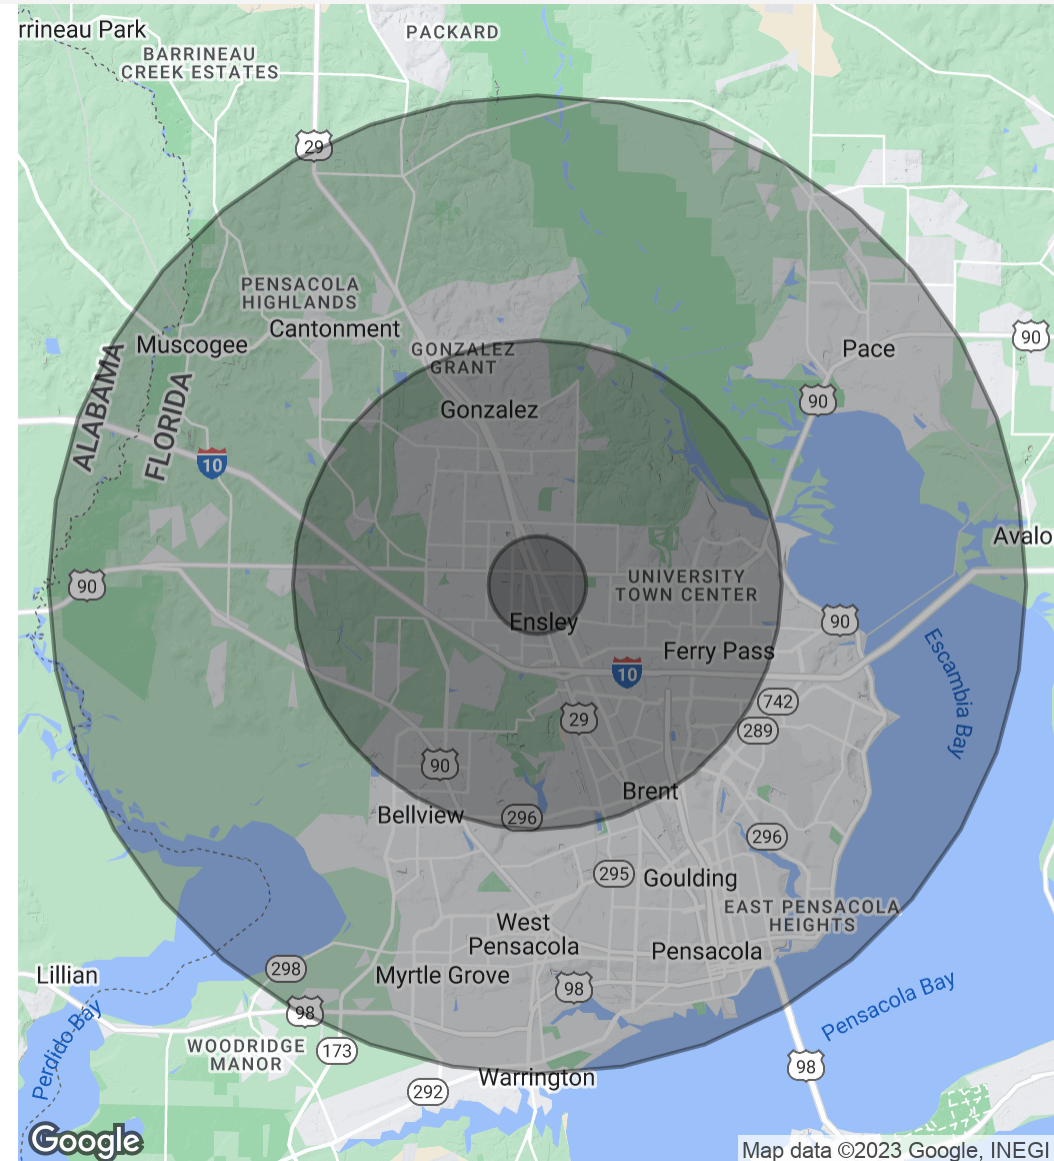 rrineau Park
PACKARD
BARRINEAU
CREEK ESTATES
29
PENSACOLA
HIGHLANDS
Cantonment
Muscogee
GONZALEZ
GRANT
90
Pace
ALABAMA
FLORIDA
90
Gonzalez
10
Avalo
90
UNIVERSITY
TOWN CENTER
Ensley
90
Ferry Pass
Escambia Bay
10
742
29
289
90
Brent
Bellview
296
296
295
Goulding
EAST PENSACOLA
HEIGHTS
West
Pensacola
Pensacola
298
Lillian
Myrtle Grove
98
98
Pensacola Bay
Perdido Bay
WOODRIDGE
MANOR
173
98
Warrington
292
Google
Map data ©2023 Google, INEGI